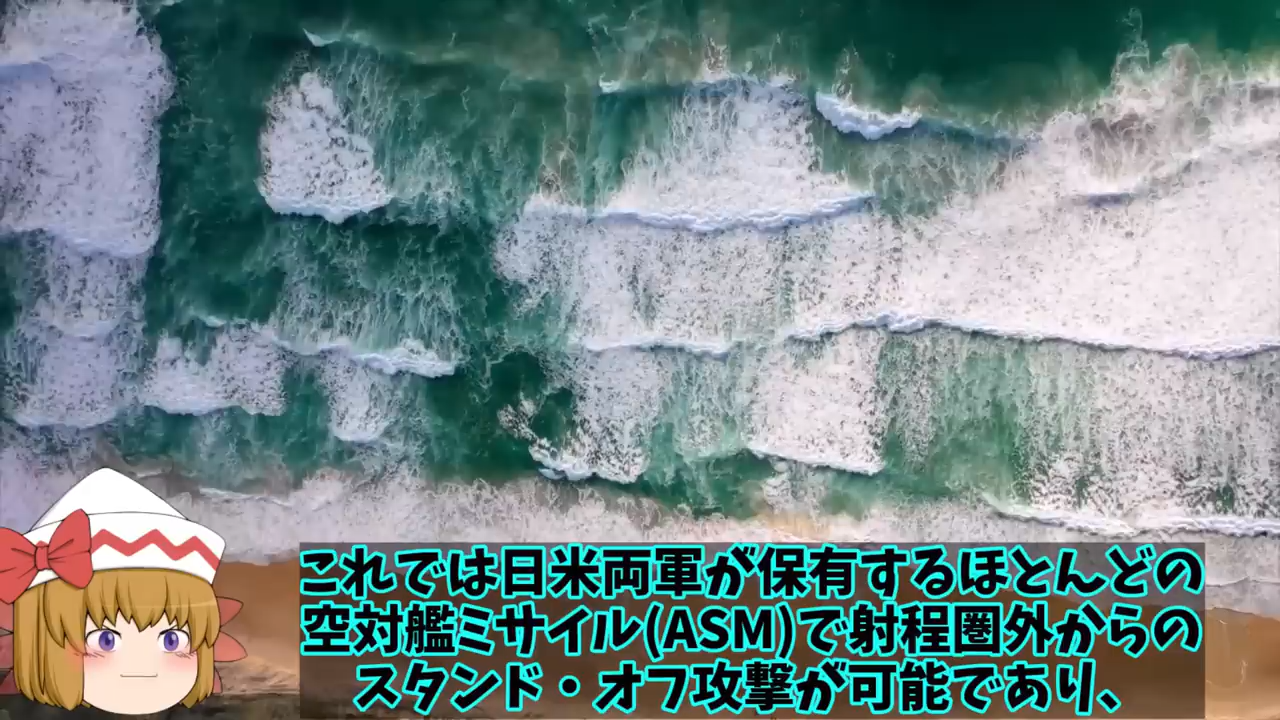 これでは日米両軍が保有するほとんどの
空対艦ミサイル(ASM)で射程圏外からの
スタンド・オフ攻撃が可能であり、